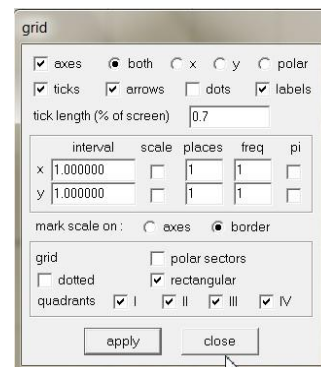 grid
axes both x y polar
ticks arrows dots labels
tick length (% of screen) 0.7
interval scale places freq pi
x 1.000000 1 1
y 1.000000 1 1
mark scale on : axes border
grid polar sectors
dotted rectangular
quadrants I II III IV
apply close